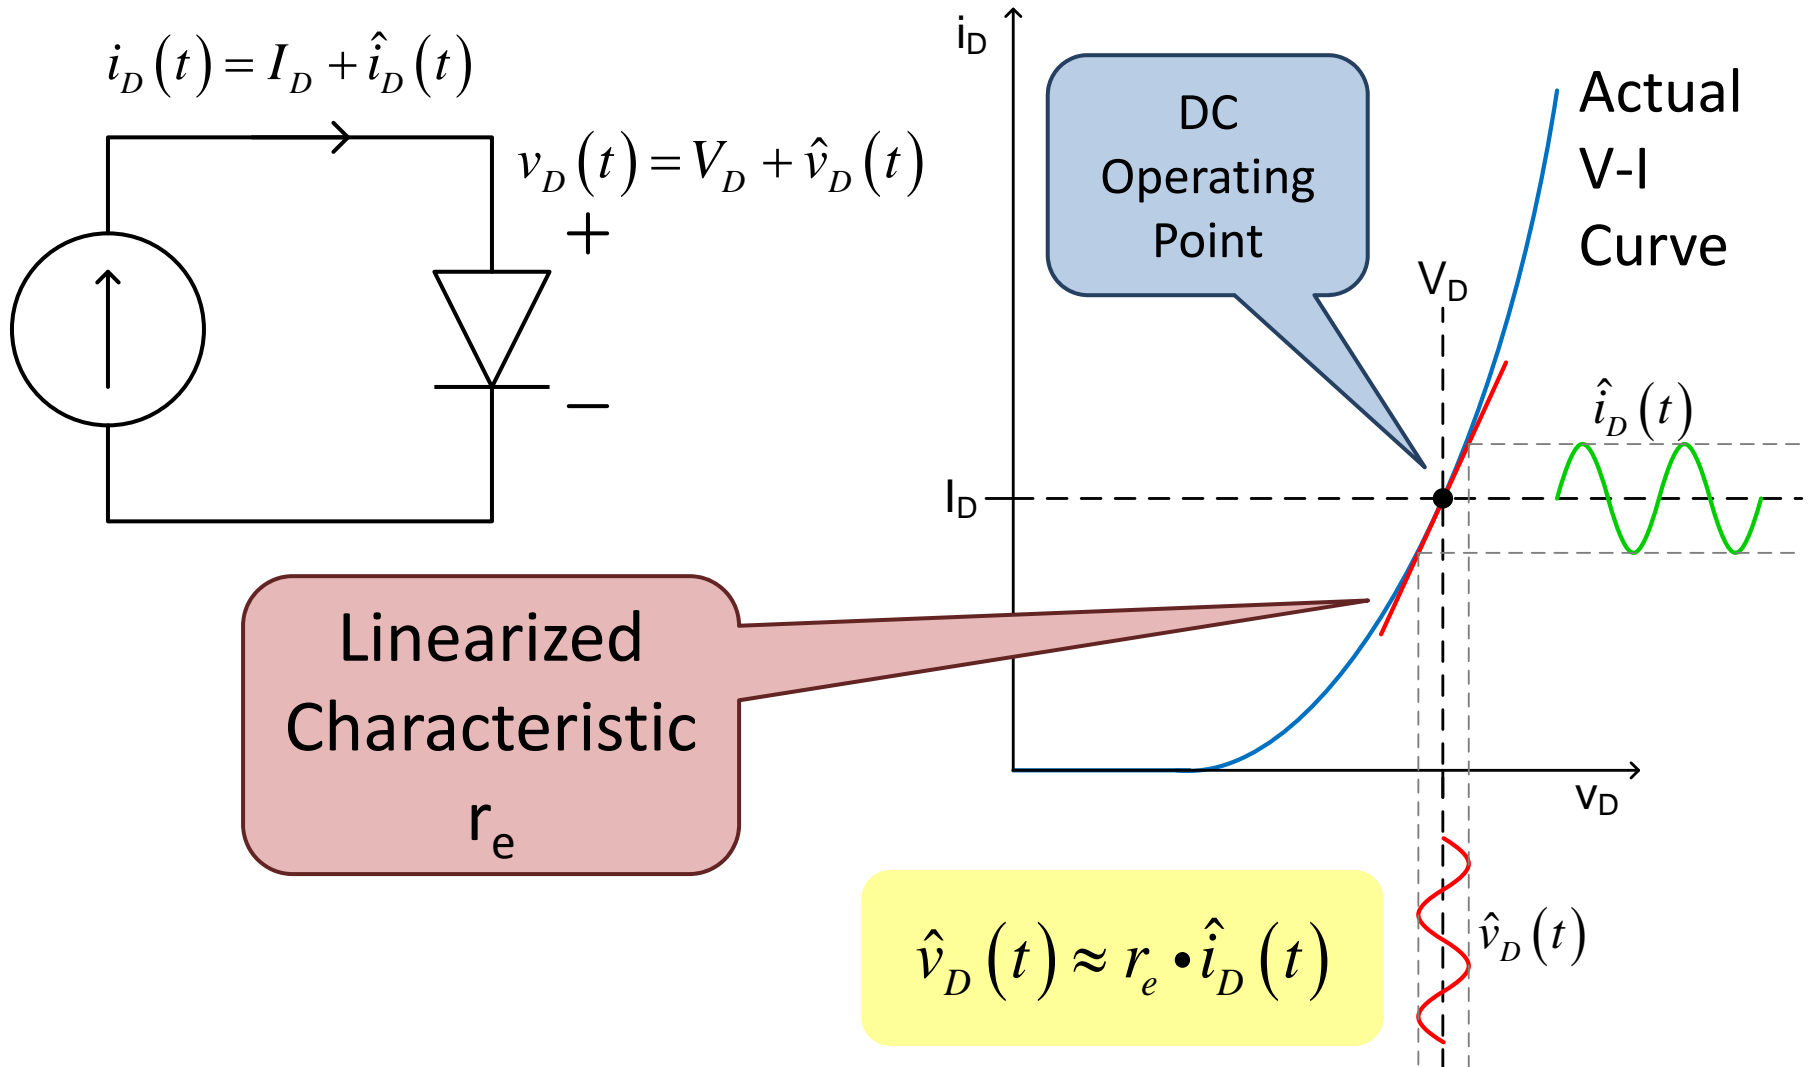 i_D(t) = I_D + î_D(t)
v_D(t) = V_D + v̂_D(t)
+
−
i_D
DC
Operating
Point
Actual
V-I
Curve
V_D
î_D(t)
I_D
Linearized
Characteristic
r_e
v_D
v̂_D(t) ≈ r_e • î_D(t)
v̂_D(t)